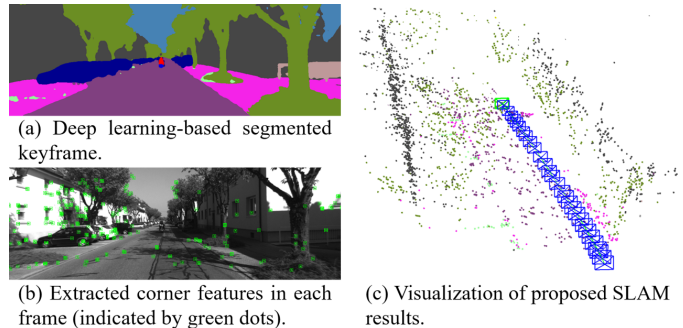 (a) Deep learning-based segmented
keyframe.
(b) Extracted corner features in each
frame (indicated by green dots).
(c) Visualization of proposed SLAM
results.